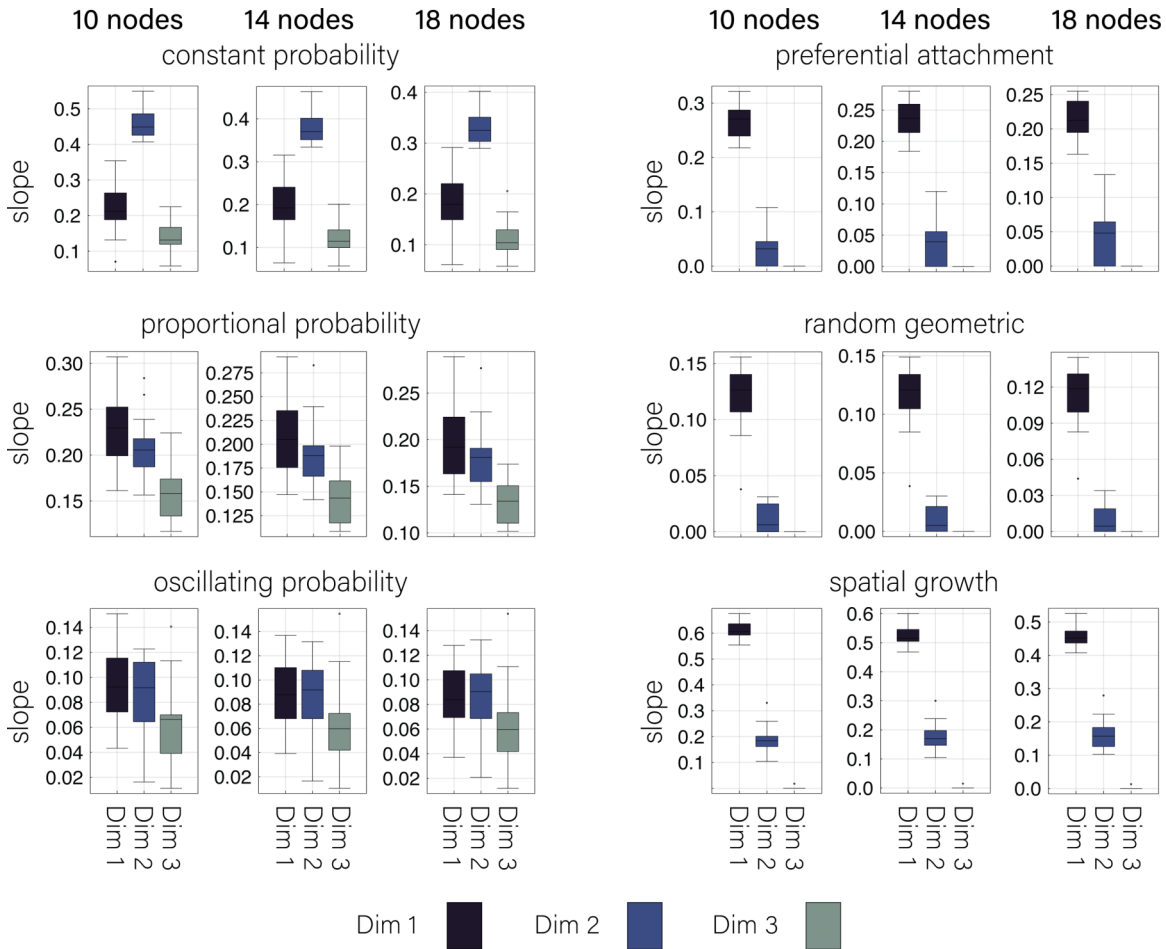 10 nodes 14 nodes 18 nodes
constant probability
slope
0.5
0.4
0.3
0.2
0.1
0.4
0.3
0.2
0.1
0.4
0.3
0.2
0.1
proportional probability
slope
0.30
0.25
0.20
0.15
0.275
0.250
0.225
0.200
0.175
0.150
0.125
0.25
0.20
0.15
0.10
oscillating probability
slope
0.14
0.12
0.10
0.08
0.06
0.04
0.02
0.14
0.12
0.10
0.08
0.06
0.04
0.02
0.14
0.12
0.10
0.08
0.06
0.04
0.02
Dim 1
Dim 2
Dim 3
Dim 1
Dim 2
Dim 3
Dim 1
Dim 2
Dim 3
10 nodes 14 nodes 18 nodes
preferential attachment
slope
0.3
0.2
0.1
0.0
0.25
0.20
0.15
0.10
0.05
0.00
0.25
0.20
0.15
0.10
0.05
0.00
random geometric
slope
0.15
0.10
0.05
0.00
0.15
0.10
0.05
0.00
0.12
0.09
0.06
0.03
0.00
spatial growth
slope
0.6
0.5
0.4
0.3
0.2
0.1
0.6
0.5
0.4
0.3
0.2
0.1
0.0
0.5
0.4
0.3
0.2
0.1
0.0
Dim 1
Dim 2
Dim 3
Dim 1
Dim 2
Dim 3
Dim 1
Dim 2
Dim 3
Dim 1 Dim 2 Dim 3